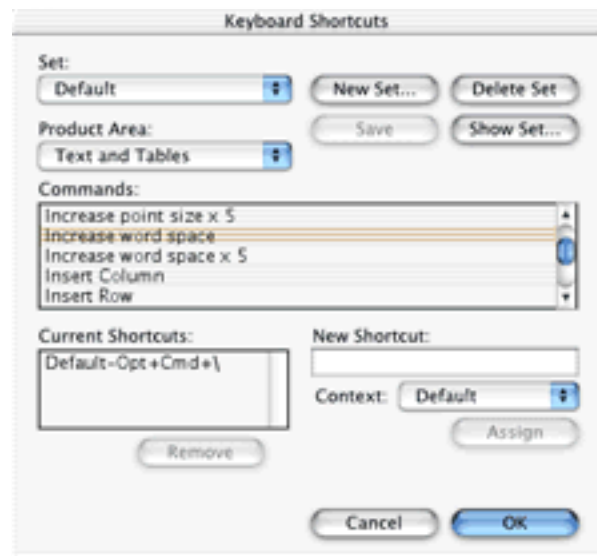 Keyboard Shortcuts
Set:
Default
New Set...
Delete Set
Product Area:
Save
Show Set...
Text and Tables
Commands:
Increase point size x 5
Increase word space
Increase word space x 5
Insert Column
Insert Row
Current Shortcuts:
New Shortcut:
Default-Opt+Cmd+\
Context:
Default
Assign
Remove
Cancel
OK